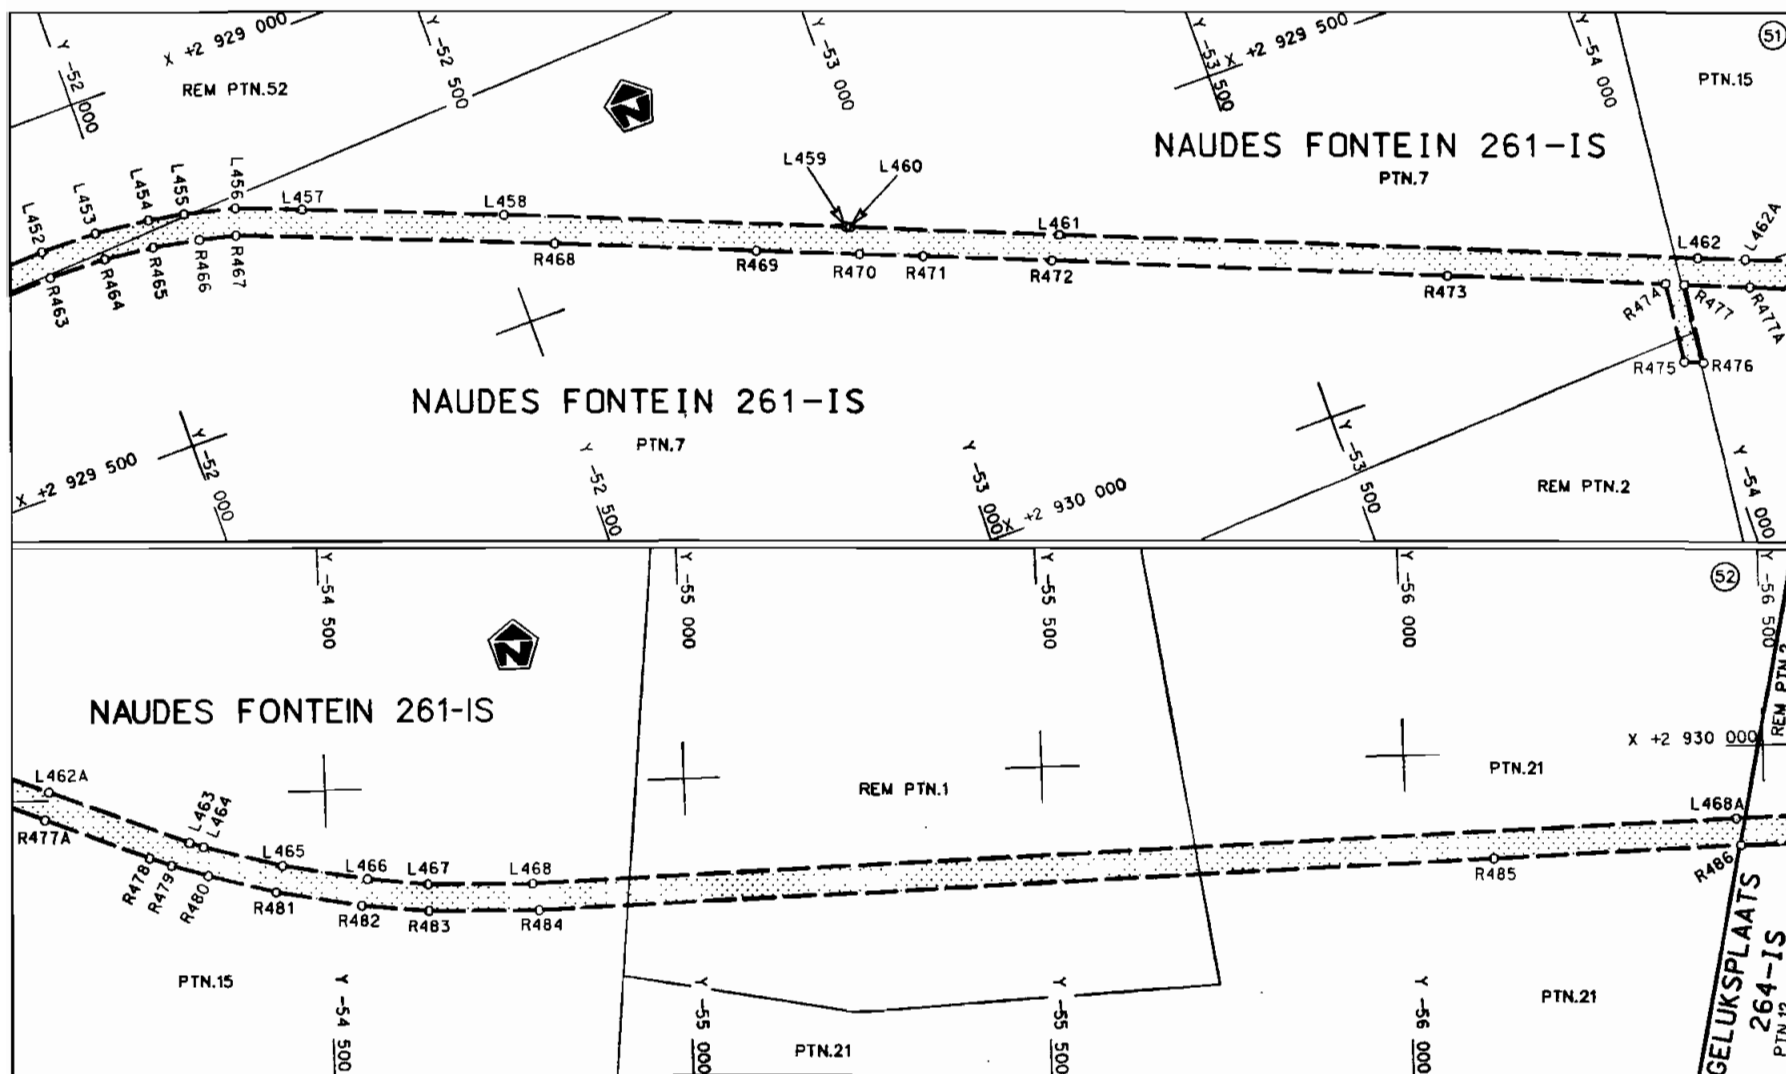 Y -52 000
X +2 929 000
REM PTN.52
Y -52 500
Y -53 000
Y -53 500
X +2 929 500
Y -54 000
51
PTN.15
NAUDES FONTEIN 261-IS
PTN.7
N
L452
L453
L454
L455
L456
L457
L458
L459
L460
L461
L462
L462A
R463
R464
R465
R466
R467
R468
R469
R470
R471
R472
R473
R474
R477
R477A
R475
R476
NAUDES FONTEIN 261-IS
PTN.7
X +2 929 500
Y -52 000
Y -52 500
Y -53 000
X +2 930 000
Y -53 500
REM PTN.2
Y -54 000
Y -54 500
Y -55 000
Y -55 500
Y -56 000
52
Y -56 500
N
NAUDES FONTEIN 261-IS
REM PTN.2
X +2 930 000
REM PTN.1
PTN.21
L462A
L463
L464
L465
L466
L467
L468
L468A
R477A
R478
R479
R480
R481
R482
R483
R484
R485
R486
PTN.15
Y -54 500
Y -55 000
PTN.21
Y -55 500
Y -56 000
PTN.21
GELUKSPLAATS
264-IS
PTN.12